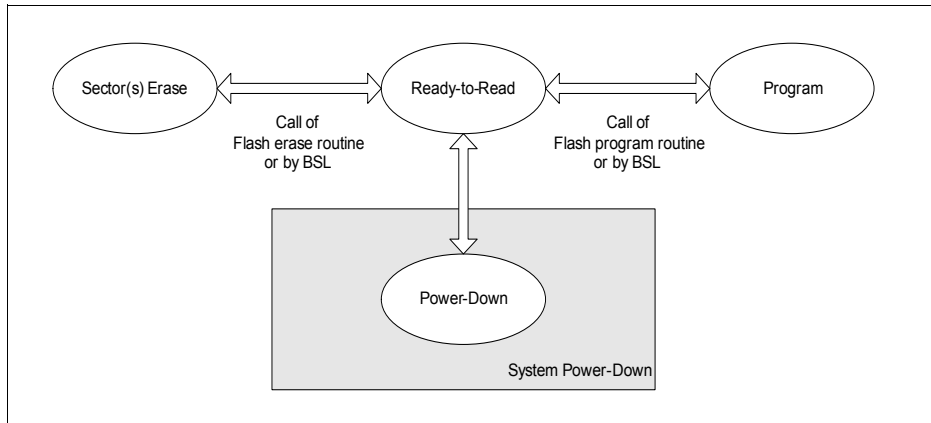 Sector(s) Erase
Ready-to-Read
Program
Call of
Flash erase routine
or by BSL
Call of
Flash program routine
or by BSL
Power-Down
System Power-Down